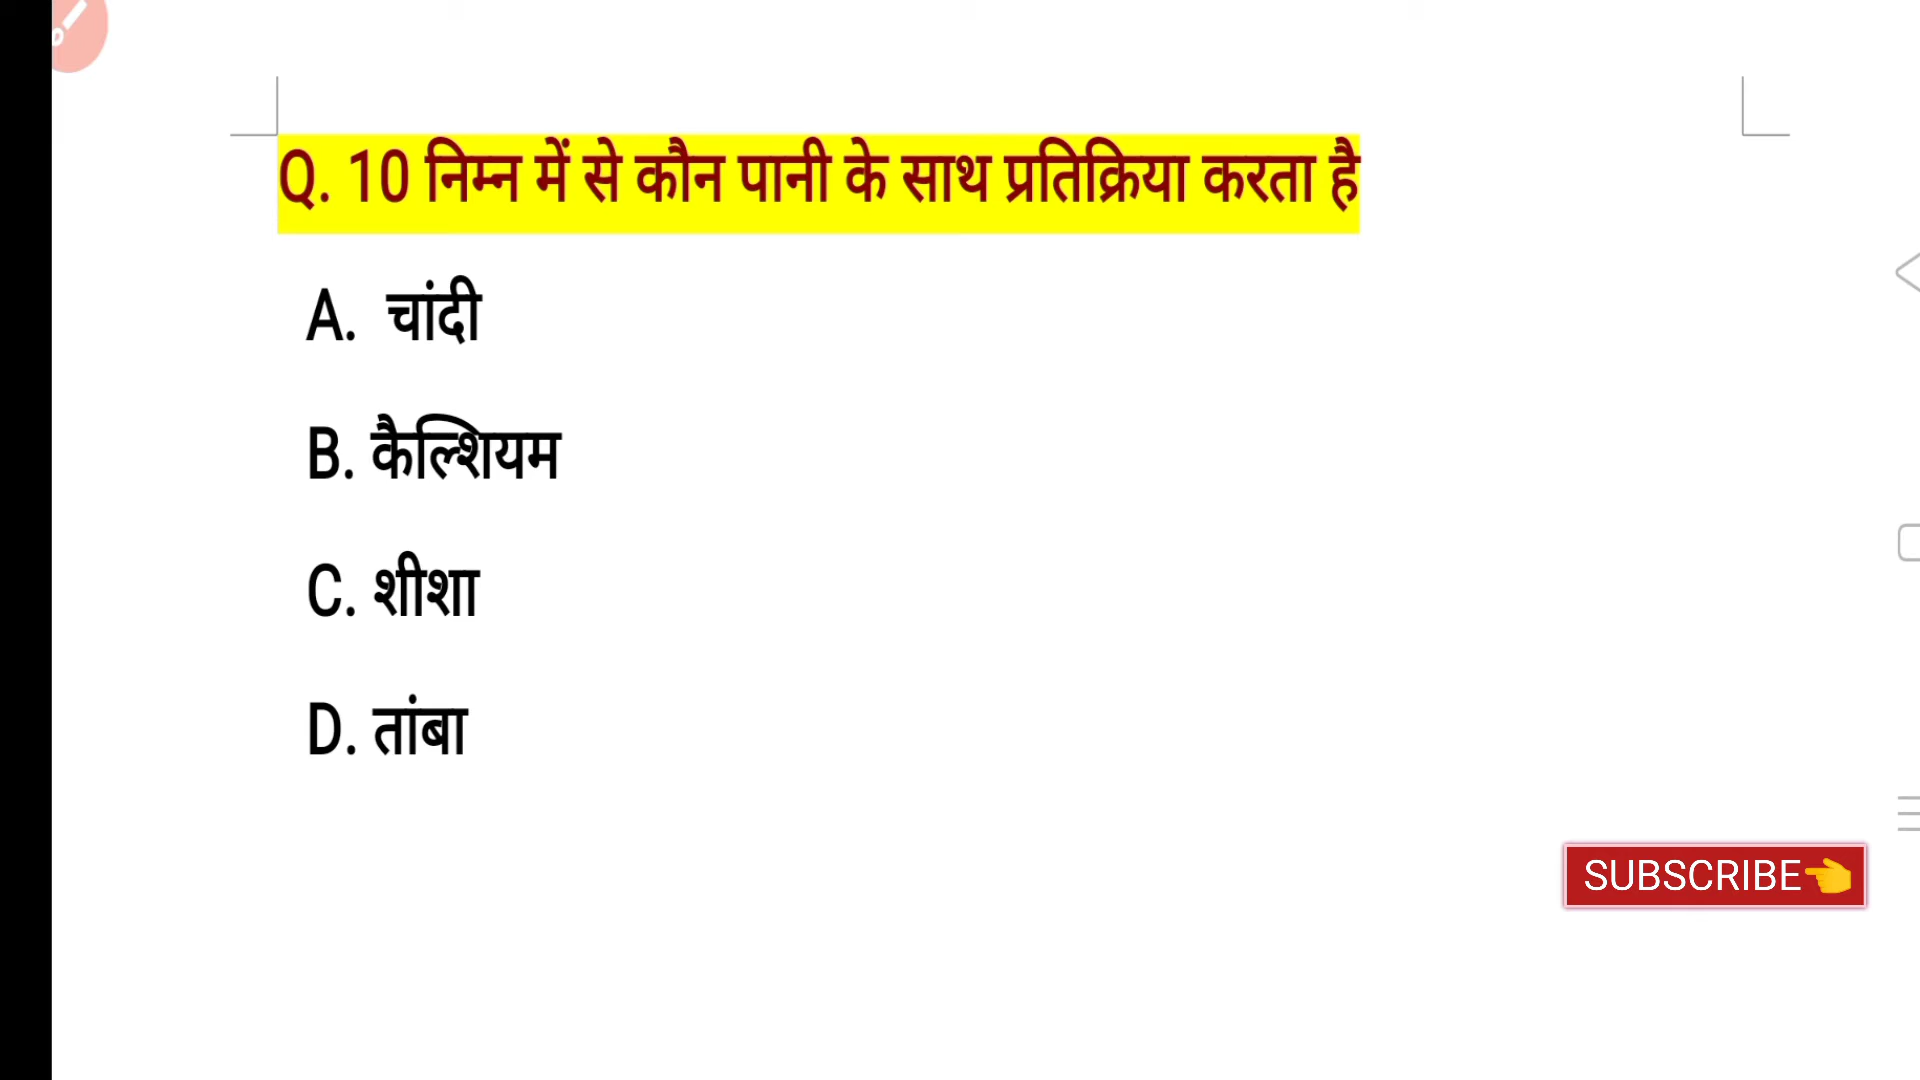 Q. 10 निम्न में से कौन पानी के साथ प्रतिक्रिया करता है
A. चांदी
B. कैल्शियम
C. शीशा
D. तांबा
SUBSCRIBE👈